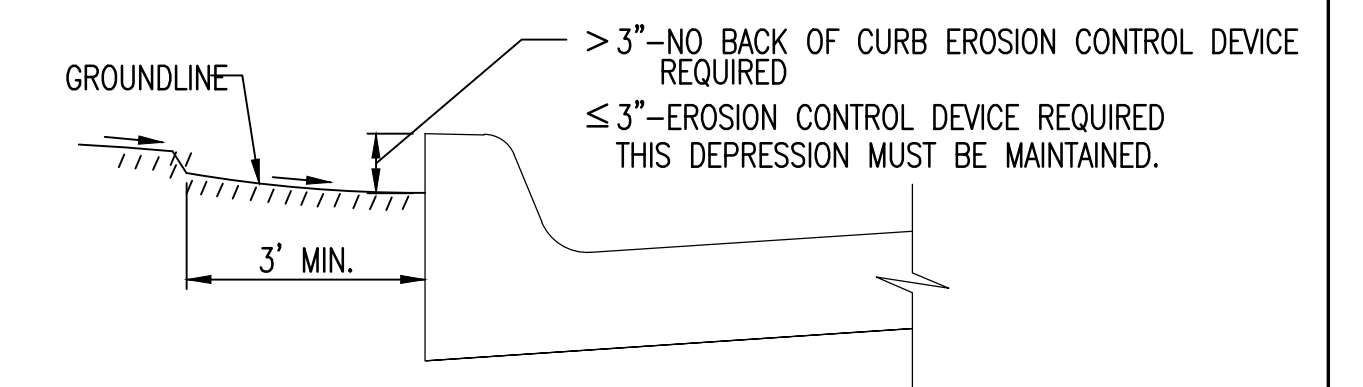 > 3"-NO BACK OF CURB EROSION CONTROL DEVICE
REQUIRED
GROUNDLINE
≤ 3"-EROSION CONTROL DEVICE REQUIRED
THIS DEPRESSION MUST BE MAINTAINED.
3' MIN.